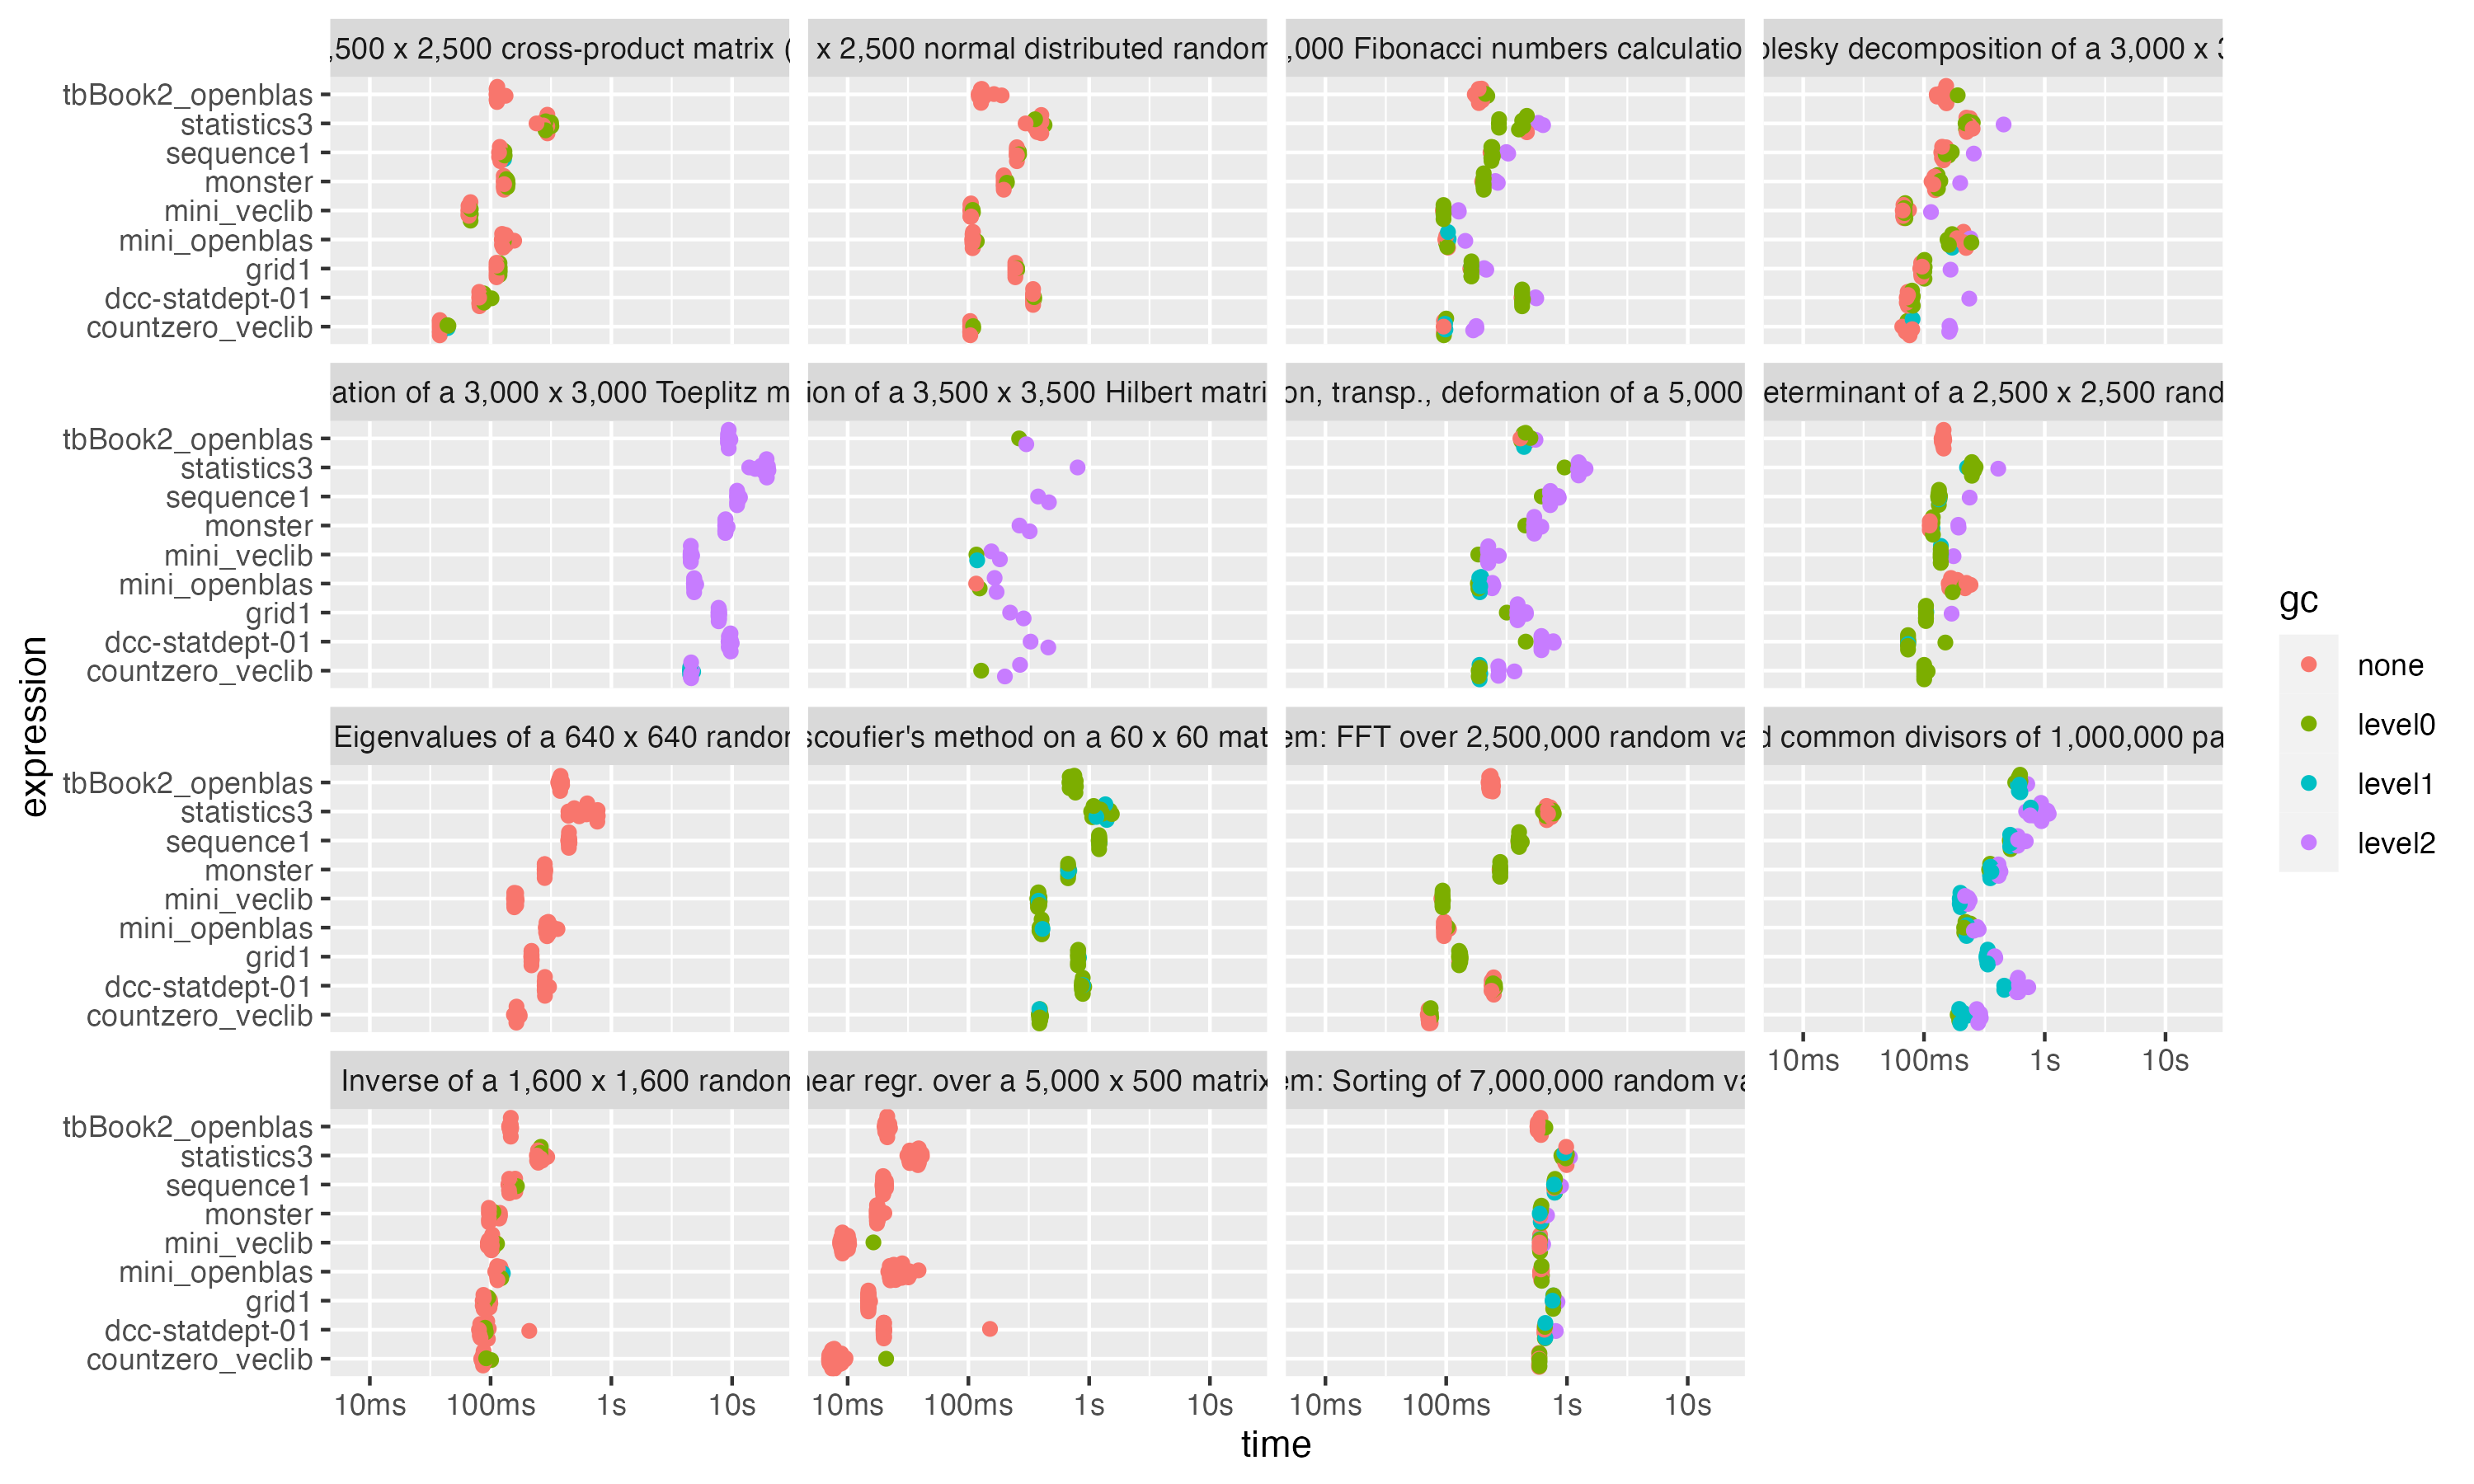 ,500 x 2,500 cross-product matrix (
x 2,500 normal distributed random
,000 Fibonacci numbers calculatio
olesky decomposition of a 3,000 x 3
tbBook2_openblas
statistics3
sequence1
monster
mini_veclib
mini_openblas
grid1
dcc-statdept-01
countzero_veclib
ation of a 3,000 x 3,000 Toeplitz m
ion of a 3,500 x 3,500 Hilbert matri
on, transp., deformation of a 5,000
eterminant of a 2,500 x 2,500 rand
tbBook2_openblas
statistics3
sequence1
monster
mini_veclib
mini_openblas
grid1
dcc-statdept-01
countzero_veclib
Eigenvalues of a 640 x 640 random
scoufier's method on a 60 x 60 mat
em: FFT over 2,500,000 random va
d common divisors of 1,000,000 pa
tbBook2_openblas
statistics3
sequence1
monster
mini_veclib
mini_openblas
grid1
dcc-statdept-01
countzero_veclib
10ms 100ms 1s 10s
Inverse of a 1,600 x 1,600 random
near regr. over a 5,000 x 500 matrix
em: Sorting of 7,000,000 random va
tbBook2_openblas
statistics3
sequence1
monster
mini_veclib
mini_openblas
grid1
dcc-statdept-01
countzero_veclib
10ms 100ms 1s 10s
10ms 100ms 1s 10s
10ms 100ms 1s 10s
time
expression
gc
none
level0
level1
level2